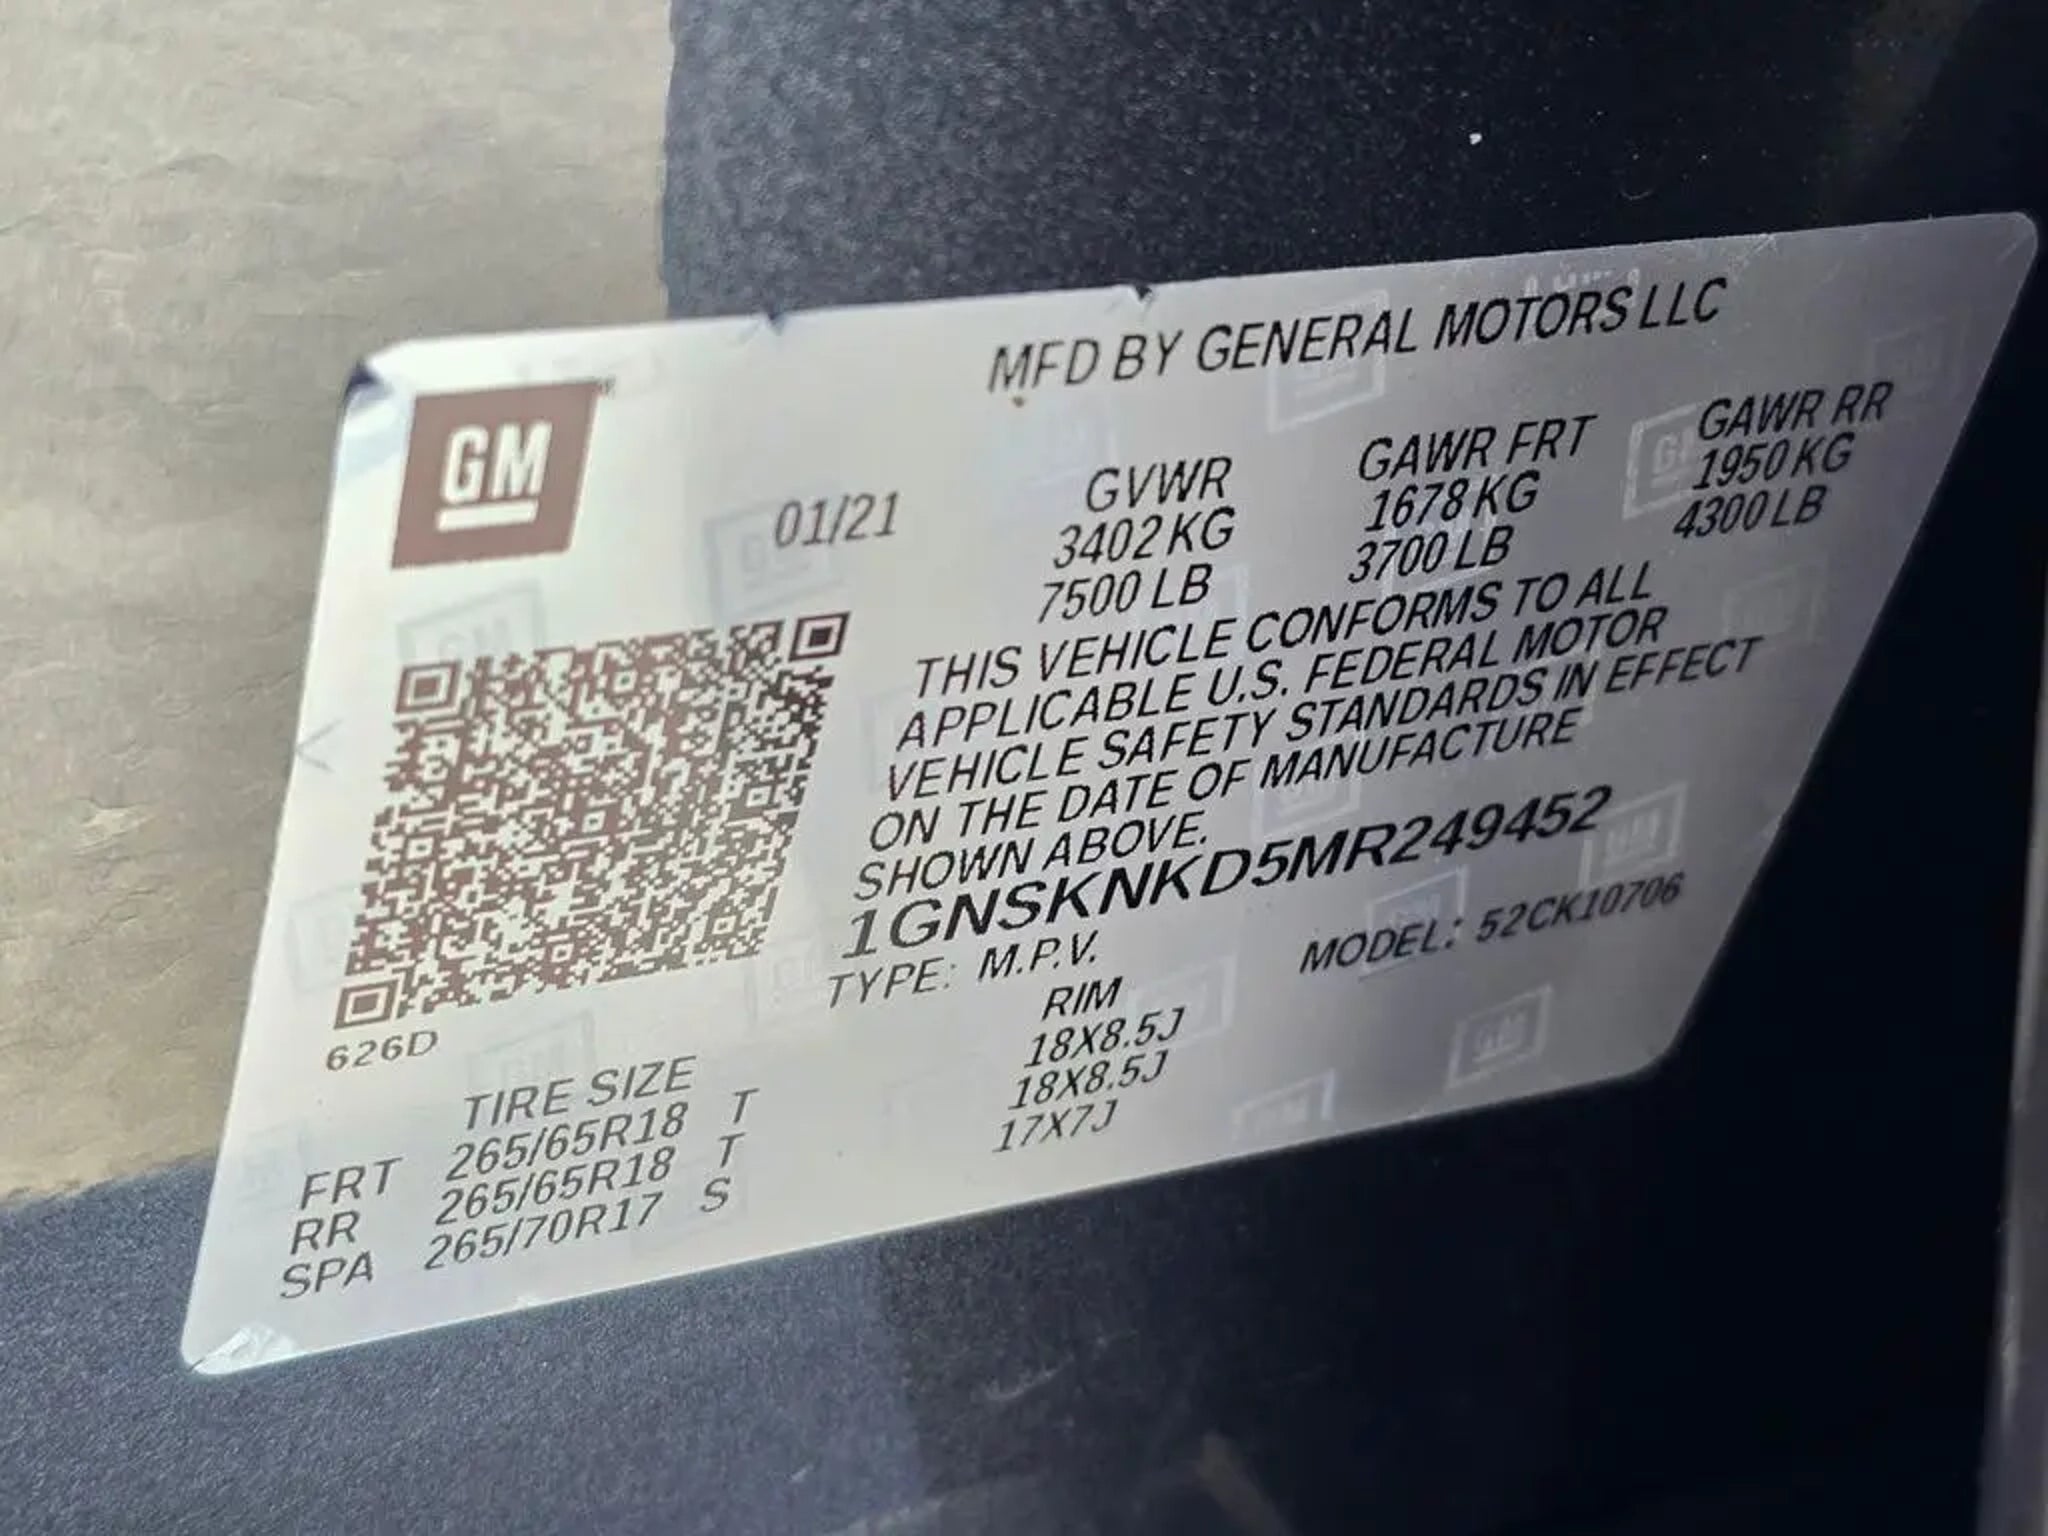 MFD BY GENERAL MOTORS LLC
GM
01/21
GVWR GAWR FRT GAWR RR
3402 KG 1678 KG 1950 KG
7500 LB 3700 LB 4300 LB
THIS VEHICLE CONFORMS TO ALL
APPLICABLE U.S. FEDERAL MOTOR
VEHICLE SAFETY STANDARDS IN EFFECT
ON THE DATE OF MANUFACTURE
SHOWN ABOVE.
1GNSKNKD5MR249452
TYPE: M.P.V. MODEL: 52CK10706
626D
TIRE SIZE RIM
FRT 265/65R18 T 18X8.5J
RR 265/65R18 T 18X8.5J
SPA 265/70R17 S 17X7J